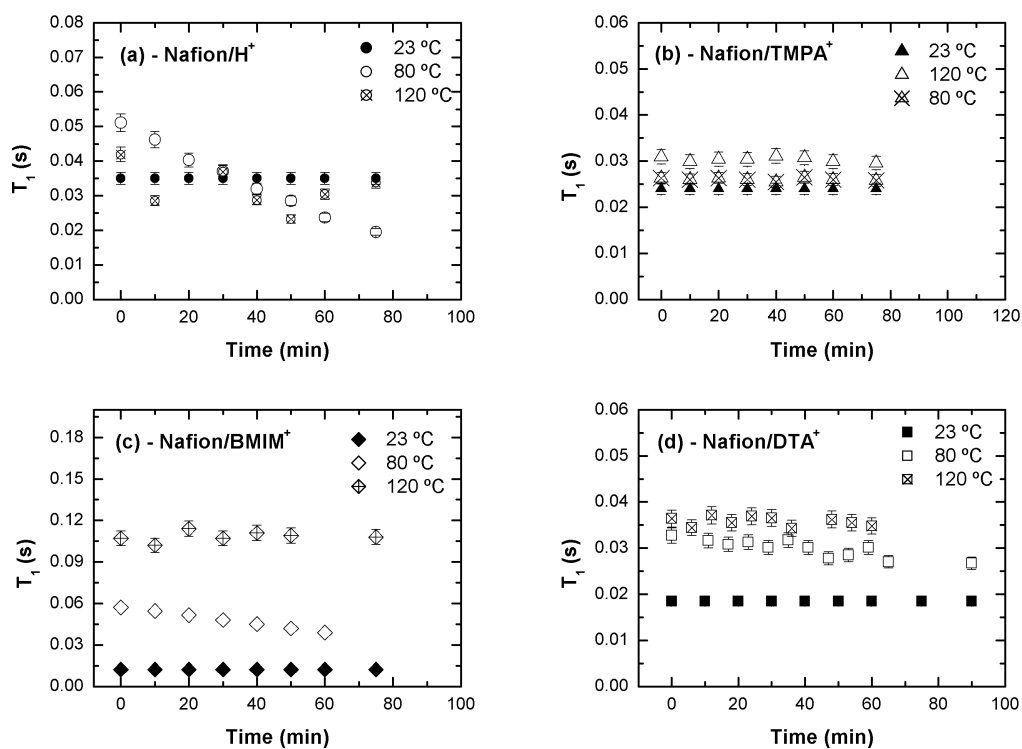 (a) - Nafion/H+
23 ºC
80 ºC
120 ºC
0.08
0.07
0.06
0.05
0.04
0.03
0.02
0.01
0.00
T1 (s)
0 20 40 60 80 100
Time (min)
(b) - Nafion/TMPA+
23 ºC
120 ºC
80 ºC
0.06
0.05
0.04
0.03
0.02
0.01
0.00
T1 (s)
0 20 40 60 80 100 120
Time (min)
(c) - Nafion/BMIM+
23 ºC
80 ºC
120 ºC
0.18
0.15
0.12
0.09
0.06
0.03
0.00
T1 (s)
0 20 40 60 80 100
Time (min)
(d) - Nafion/DTA+
23 ºC
80 ºC
120 ºC
0.06
0.05
0.04
0.03
0.02
0.01
0.00
T1 (s)
0 20 40 60 80 100
Time (min)